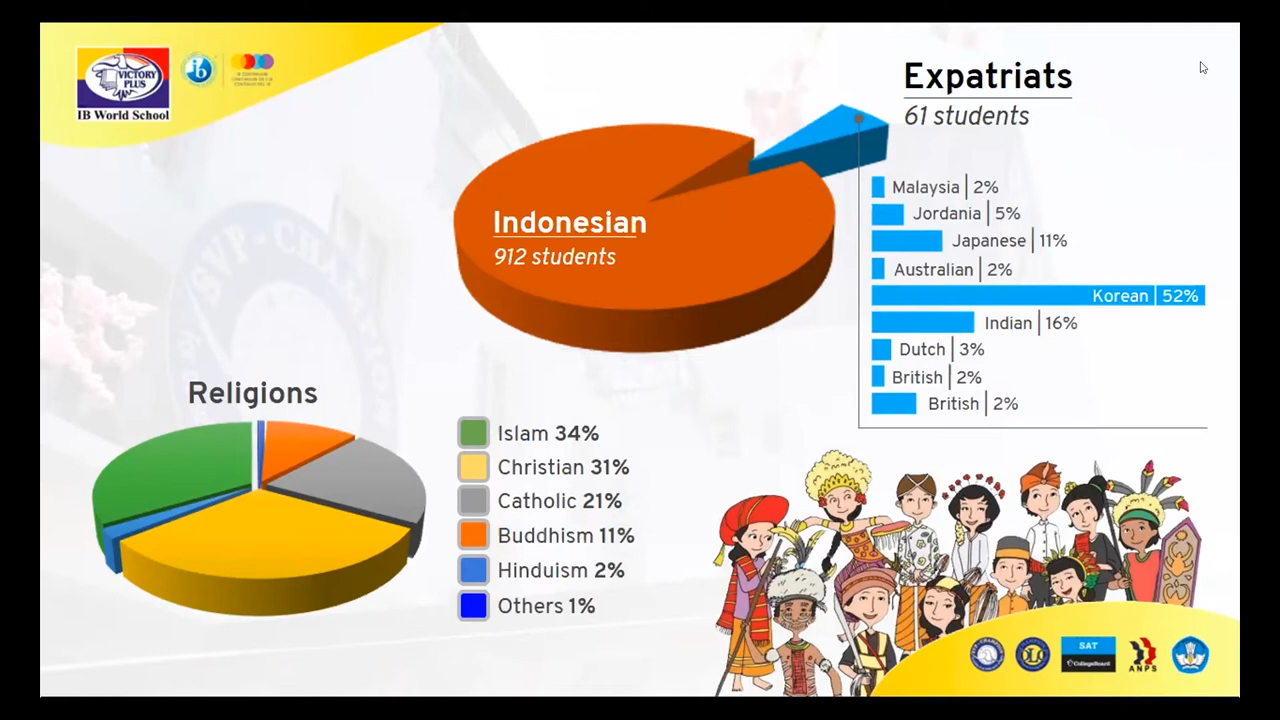 VICTORY
PLUS
IB World School
Expatriats
61 students
Indonesian
912 students
Malaysia | 2%
Jordania | 5%
Japanese | 11%
Australian | 2%
Korean | 52%
Indian | 16%
Dutch | 3%
British | 2%
British | 2%
Religions
Islam 34%
Christian 31%
Catholic 21%
Buddhism 11%
Hinduism 2%
Others 1%
SAT
CollegeBoard
ANPS